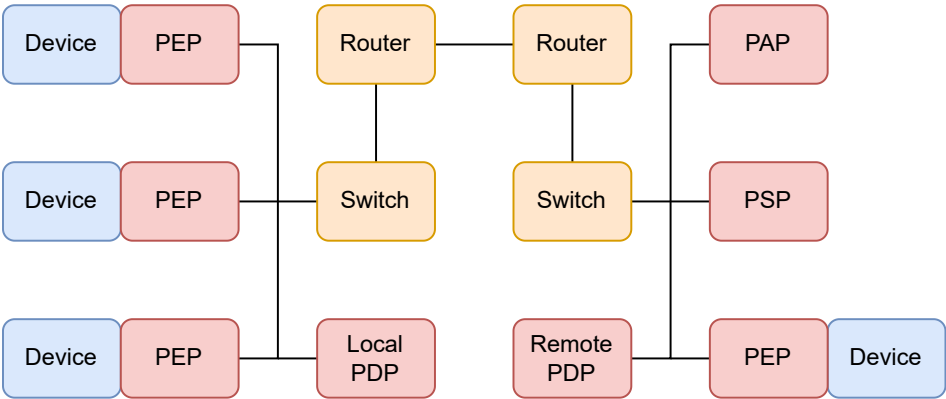 Device
PEP
Router
Router
PAP
Device
PEP
Switch
Switch
PSP
Device
PEP
Local
PDP
Remote
PDP
PEP
Device